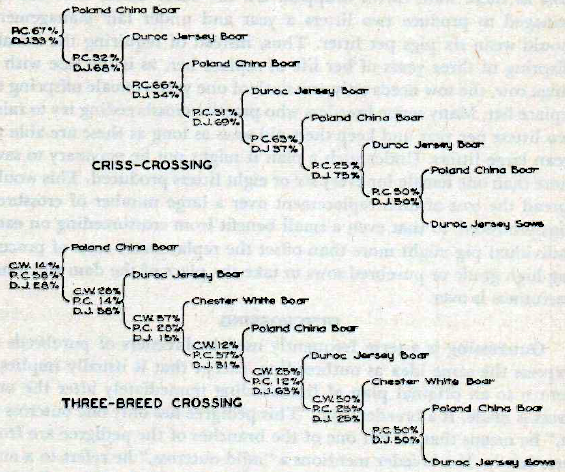 Poland China Boar
P.C. 67%
D.J. 33%
Duroc Jersey Boar
P.C. 32%
D.J. 68%
Poland China Boar
P.C. 66%
D.J. 34%
Duroc Jersey Boar
P.C. 31%
D.J. 69%
Poland China Boar
P.C. 63%
D.J. 37%
Duroc Jersey Boar
P.C. 25%
D.J. 75%
Poland China Boar
P.C. 50%
D.J. 50%
Duroc Jersey Sows
CRISS-CROSSING
Poland China Boar
C.W. 14%
P.C. 58%
D.J. 28%
Duroc Jersey Boar
C.W. 28%
P.C. 14%
D.J. 58%
Chester White Boar
C.W. 57%
P.C. 28%
D.J. 15%
Poland China Boar
C.W. 12%
P.C. 57%
D.J. 31%
Duroc Jersey Boar
C.W. 25%
P.C. 12%
D.J. 63%
Chester White Boar
C.W. 50%
P.C. 25%
D.J. 25%
Poland China Boar
P.C. 50%
D.J. 50%
Duroc Jersey Sows
THREE-BREED CROSSING